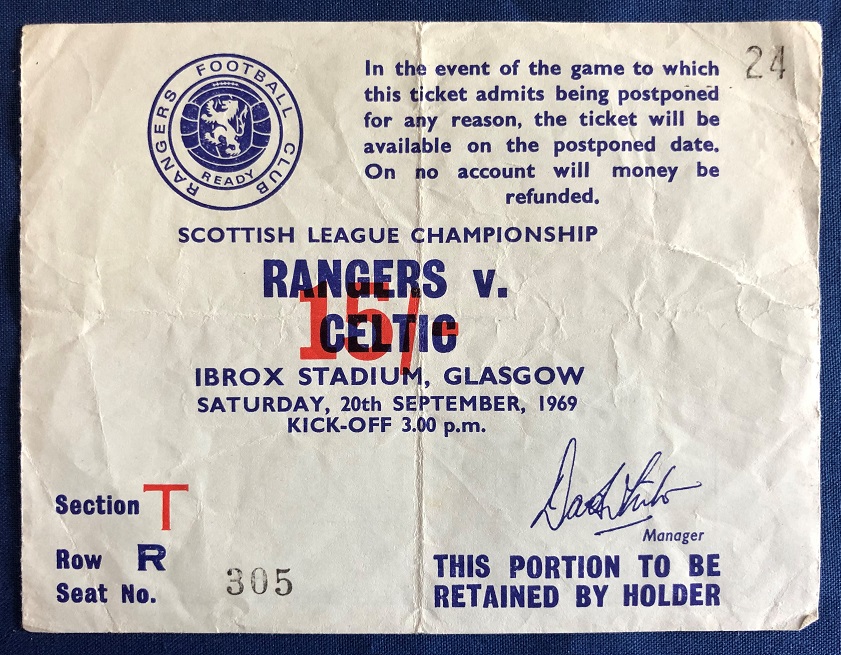 RANGERS FOOTBALL CLUB
READY
In the event of the game to which
this ticket admits being postponed
for any reason, the ticket will be
available on the postponed date.
On no account will money be
refunded.
24
SCOTTISH LEAGUE CHAMPIONSHIP
RANGERS v.
CELTIC
15/-
IBROX STADIUM, GLASGOW
SATURDAY, 20th SEPTEMBER, 1969
KICK-OFF 3.00 p.m.
Section T
Row R
Seat No. 305
Manager
THIS PORTION TO BE
RETAINED BY HOLDER